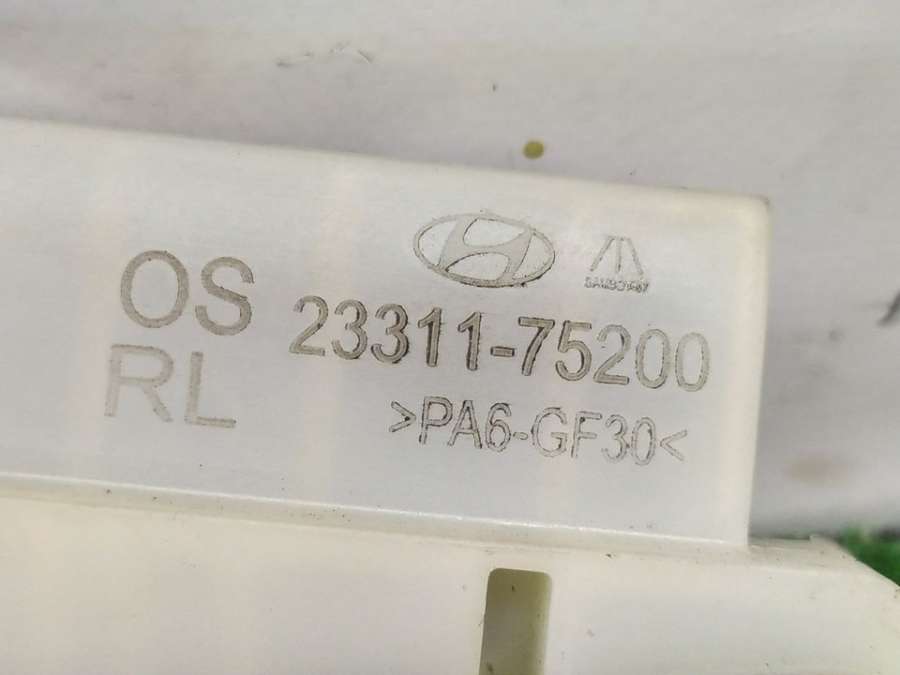 OS
RL
23311-75200
>PA6-GF30<